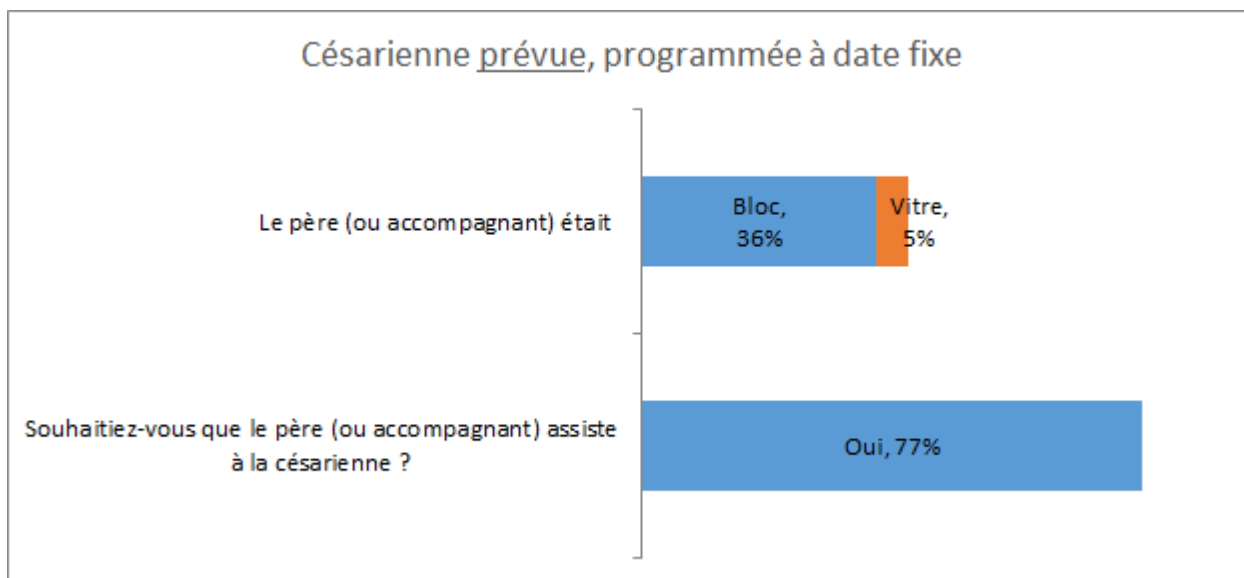 Césarienne prévue, programmée à date fixe
Le père (ou accompagnant) était
Bloc,
36%
Vitre,
5%
Souhaitiez-vous que le père (ou accompagnant) assiste
à la césarienne ?
Oui, 77%